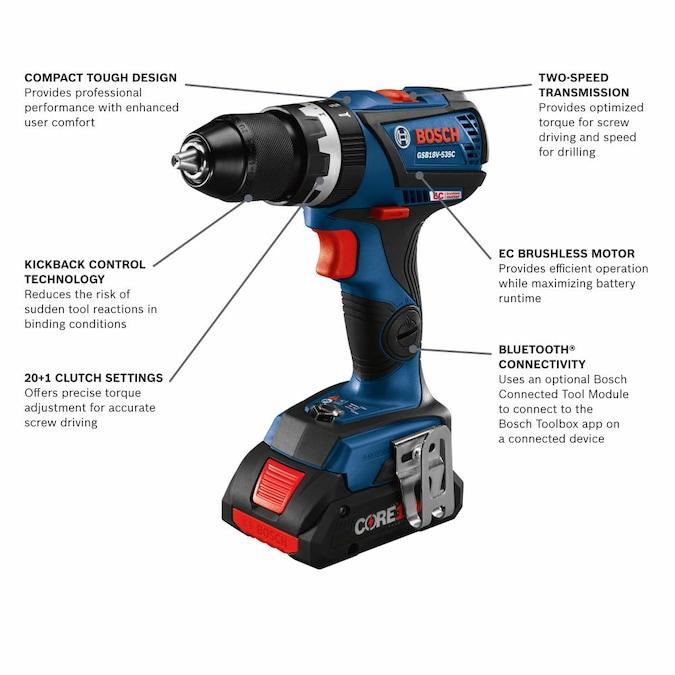 COMPACT TOUGH DESIGN
Provides professional
performance with enhanced
user comfort
TWO-SPEED
TRANSMISSION
Provides optimized
torque for screw
driving and speed
for drilling
BOSCH
GSB18V-535C
EC
KICKBACK CONTROL
TECHNOLOGY
Reduces the risk of
sudden tool reactions in
binding conditions
EC BRUSHLESS MOTOR
Provides efficient operation
while maximizing battery
runtime
20+1 CLUTCH SETTINGS
Offers precise torque
adjustment for accurate
screw driving
BLUETOOTH®
CONNECTIVITY
Uses an optional Bosch
Connected Tool Module
to connect to the
Bosch Toolbox app on
a connected device
CORE
BOSCH